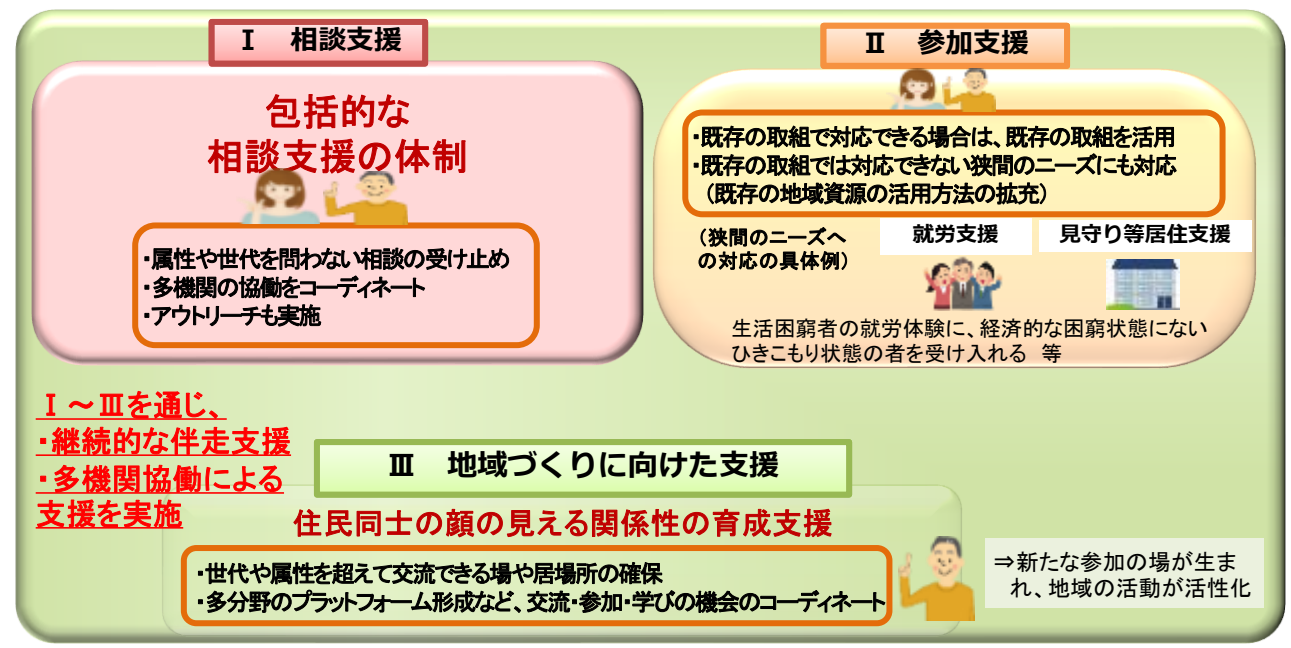 Ⅰ　相談支援
包括的な
相談支援の体制
・属性や世代を問わない相談の受け止め
・多機関の協働をコーディネート
・アウトリーチも実施
Ⅱ　参加支援
・既存の取組で対応できる場合は、既存の取組を活用
・既存の取組では対応できない狭間のニーズにも対応
（既存の地域資源の活用方法の拡充）
（狭間のニーズへ
の対応の具体例）
就労支援
見守り等居住支援
生活困窮者の就労体験に、経済的な困窮状態にない
ひきこもり状態の者を受け入れる　等
Ⅰ～Ⅲを通じ、
・継続的な伴走支援
・多機関協働による
支援を実施
Ⅲ　地域づくりに向けた支援
住民同士の顔の見える関係性の育成支援
・世代や属性を超えて交流できる場や居場所の確保
・多分野のプラットフォーム形成など、交流・参加・学びの機会のコーディネート
⇒新たな参加の場が生ま
れ、地域の活動が活性化